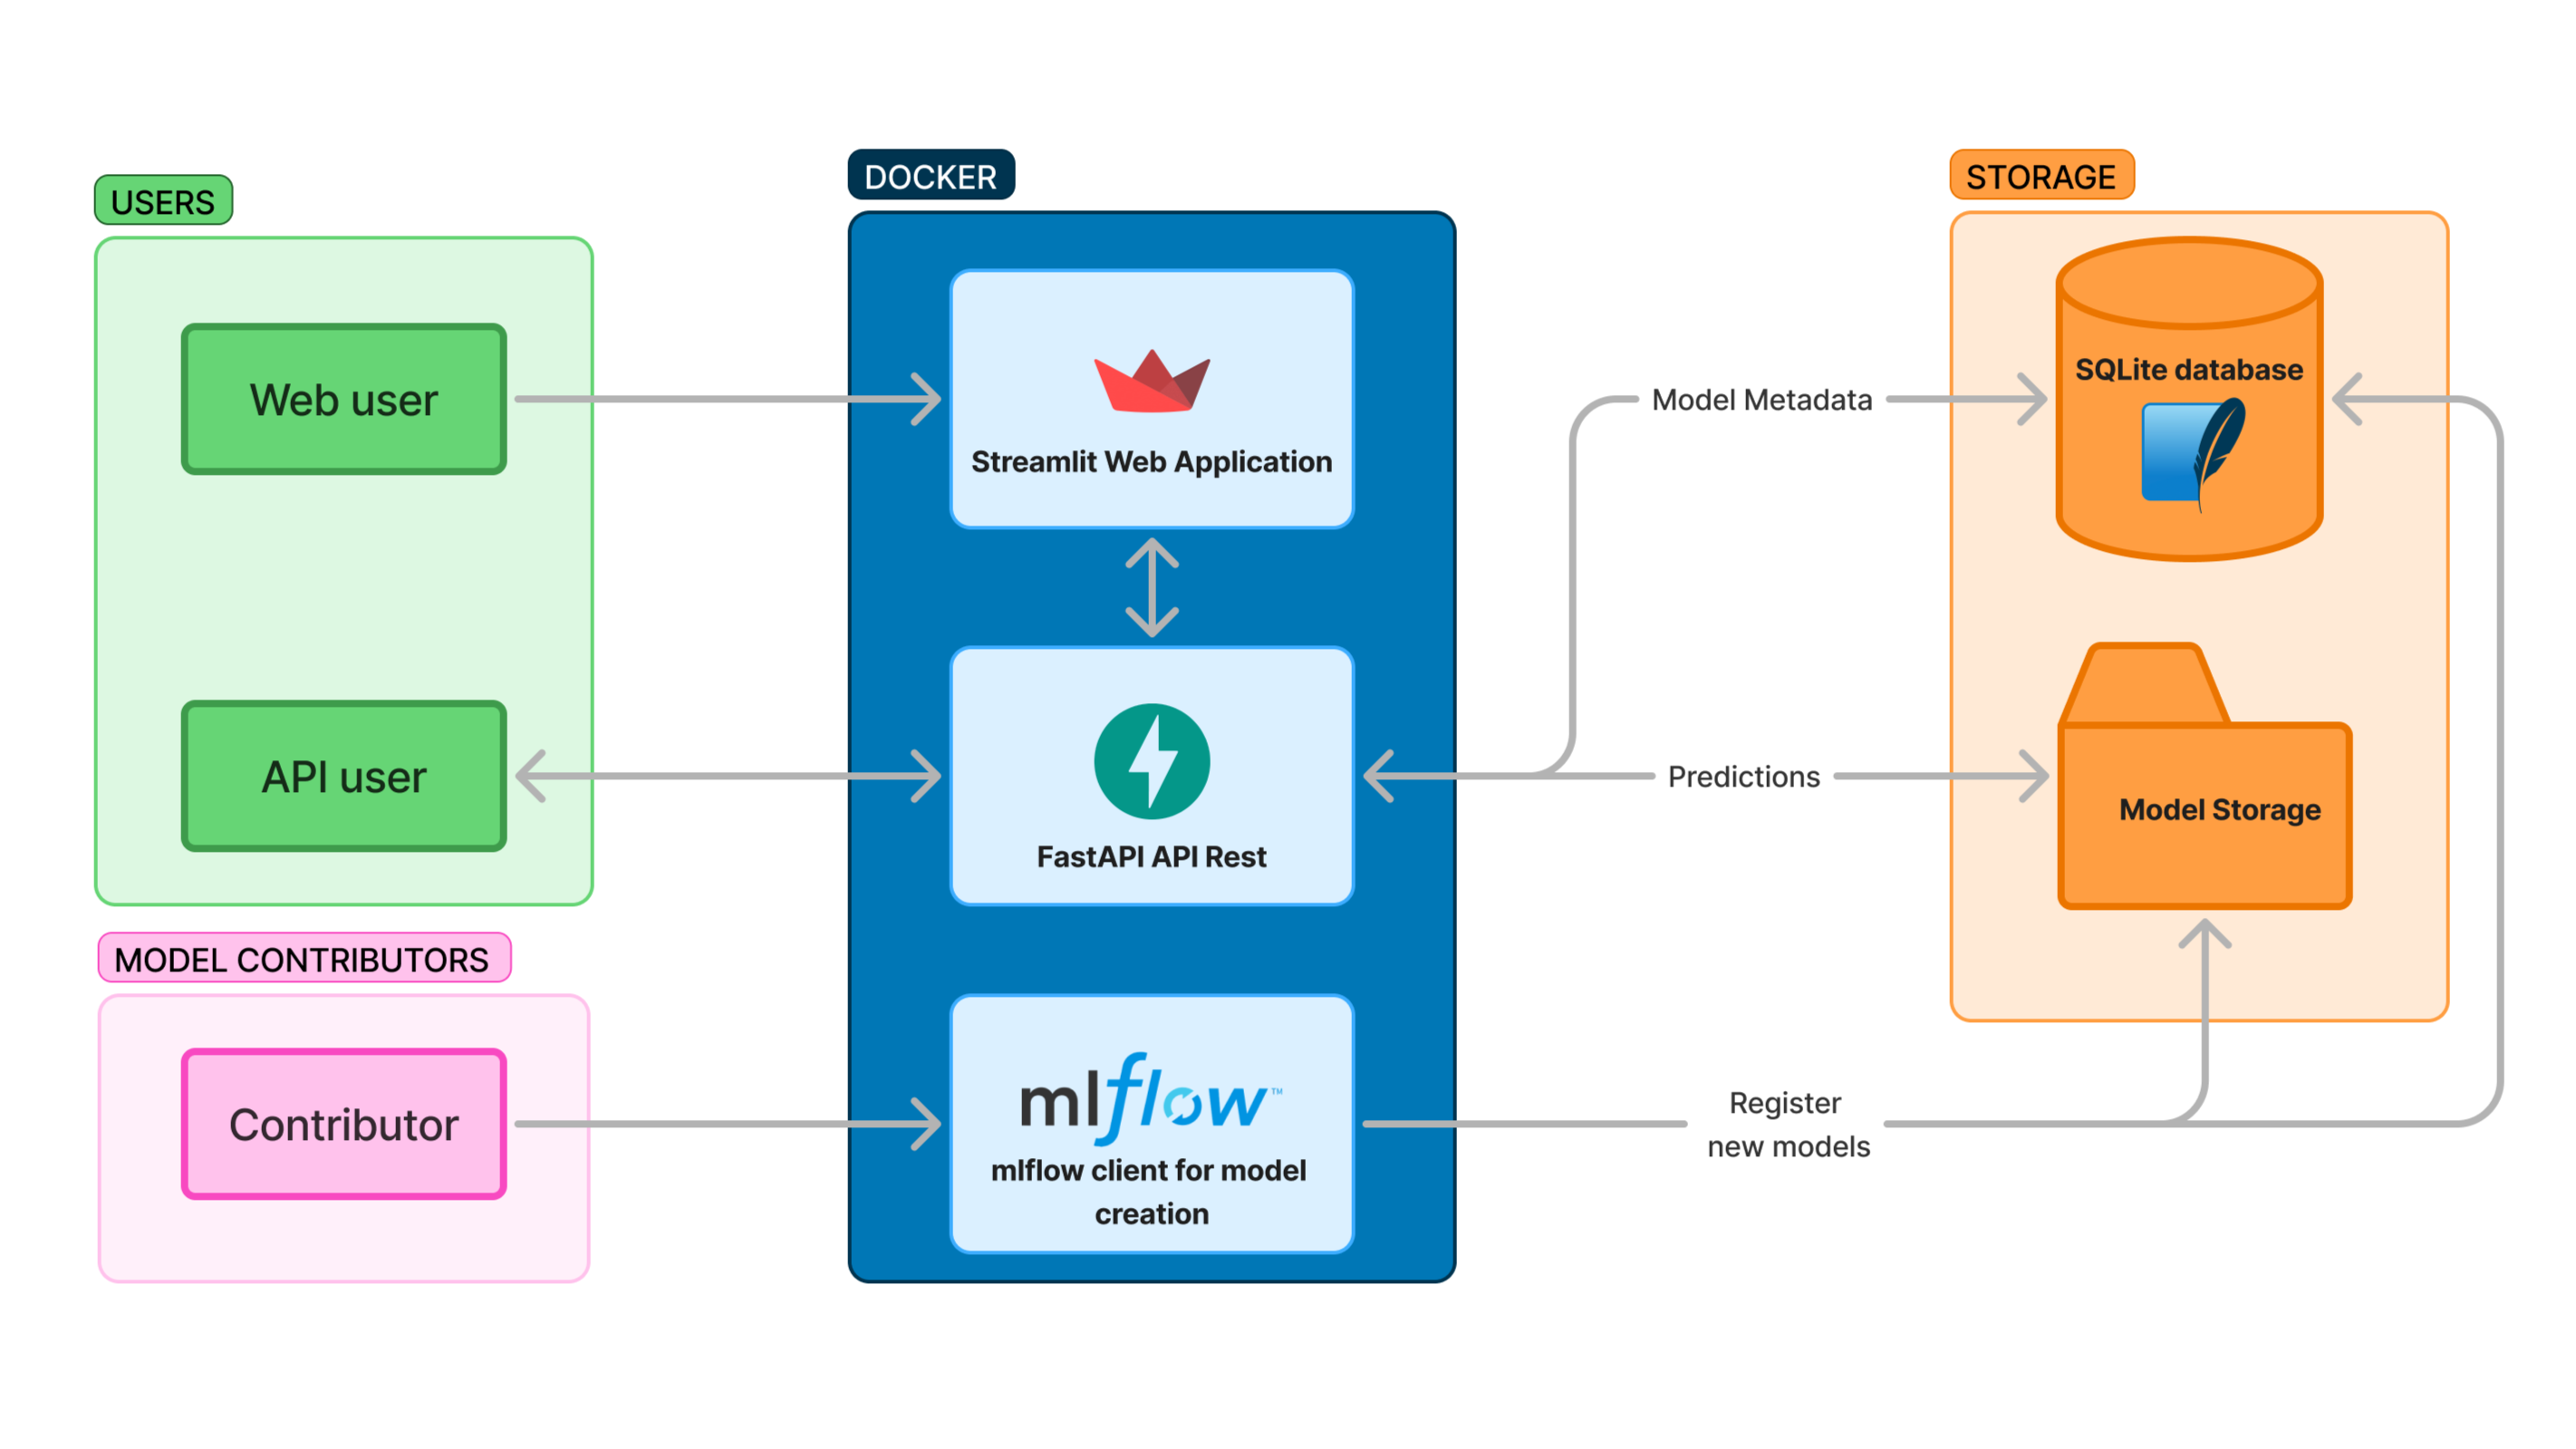 USERS
Web user
API user
MODEL CONTRIBUTORS
Contributor
DOCKER
Streamlit Web Application
FastAPI API Rest
mlflow™
mlflow client for model
creation
Model Metadata
Predictions
Register
new models
STORAGE
SQLite database
Model Storage